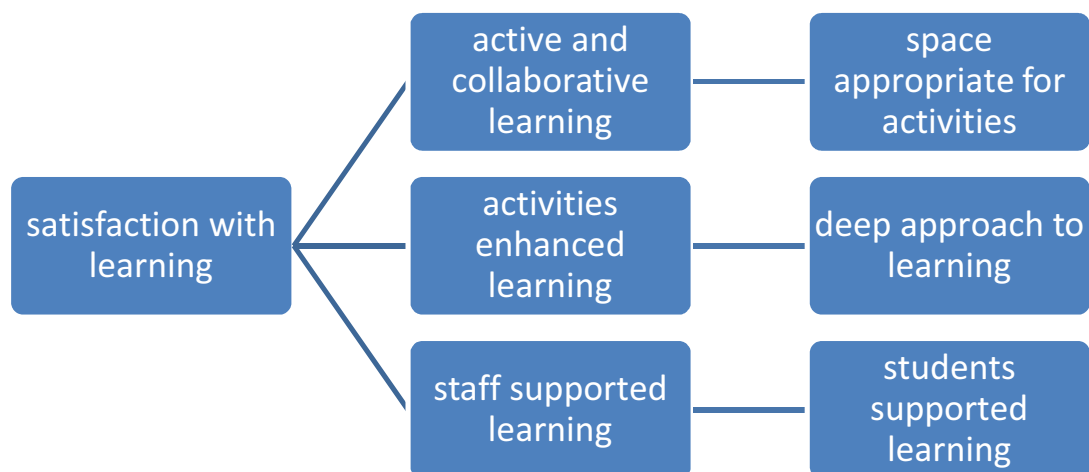 active and
collaborative
learning
space
appropriate for
activities
satisfaction with
learning
activities
enhanced
learning
deep approach to
learning
staff supported
learning
students
supported
learning